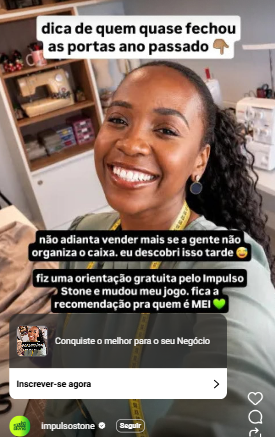 dica de quem quase fechou
as portas ano passado 👇🏽
não adianta vender mais se a gente não
organiza o caixa. eu descobri isso tarde 😅
fiz uma orientação gratuita pelo Impulso
Stone e mudou meu jogo. fica a
recomendação pra quem é MEI 💚
Conquiste o melhor para o seu Negócio
Inscrever-se agora
impulsostone
Seguir